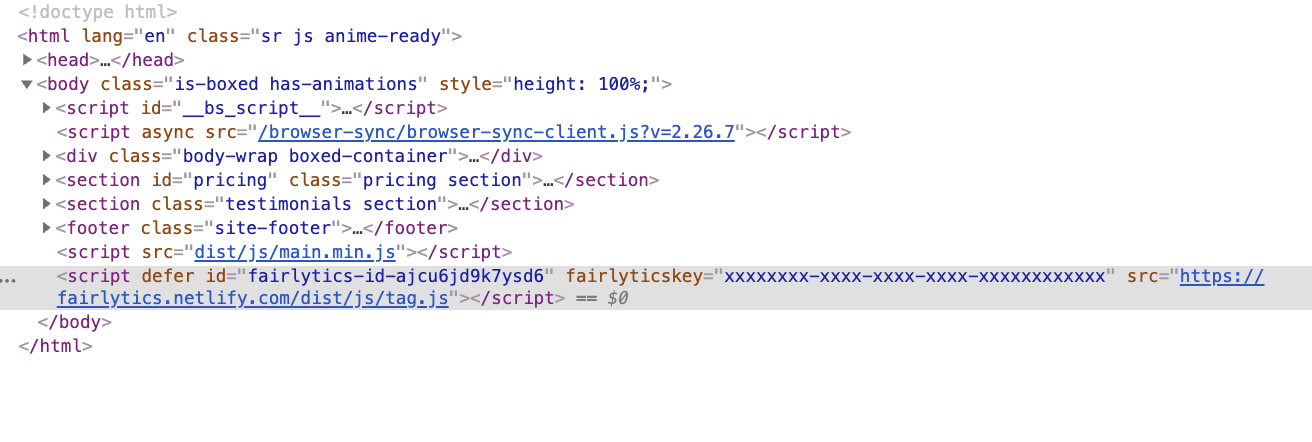 <!doctype html>
<html lang="en" class="sr js anime-ready">
▶<head>…</head>
▼<body class="is-boxed has-animations" style="height: 100%;">
▶<script id="__bs_script__">…</script>
<script async src="/browser-sync/browser-sync-client.js?v=2.26.7"></script>
▶<div class="body-wrap boxed-container">…</div>
▶<section id="pricing" class="pricing section">…</section>
▶<section class="testimonials section">…</section>
▶<footer class="site-footer">…</footer>
<script src="dist/js/main.min.js"></script>
… <script defer id="fairlytics-id-ajcu6jd9k7ysd6" fairlyticskey="xxxxxxxx-xxxx-xxxx-xxxx-xxxxxxxxxxxx" src="https://
fairlytics.netlify.com/dist/js/tag.js"></script> == $0
</body>
</html>